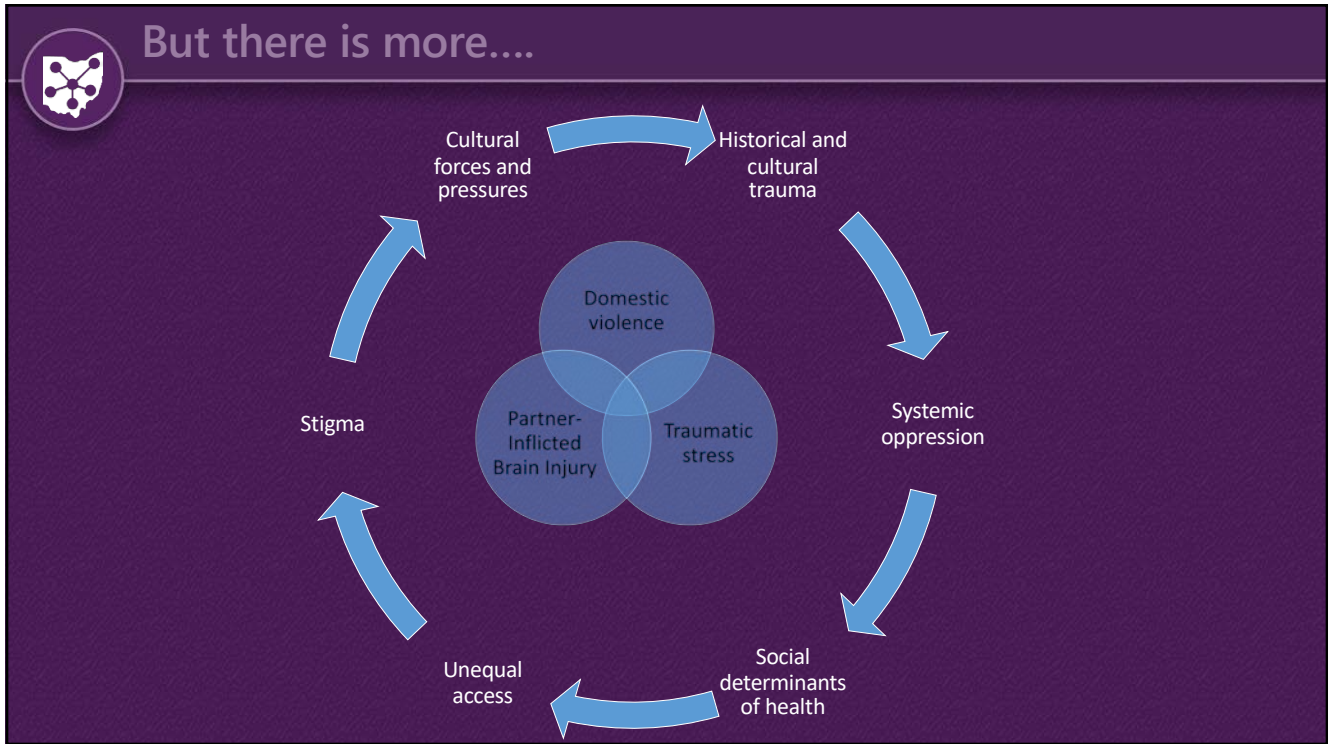 But there is more....
Cultural
forces and
pressures
Historical and
cultural
trauma
Domestic
violence
Partner-
Inflicted
Brain Injury
Traumatic
stress
Stigma
Systemic
oppression
Unequal
access
Social
determinants
of health